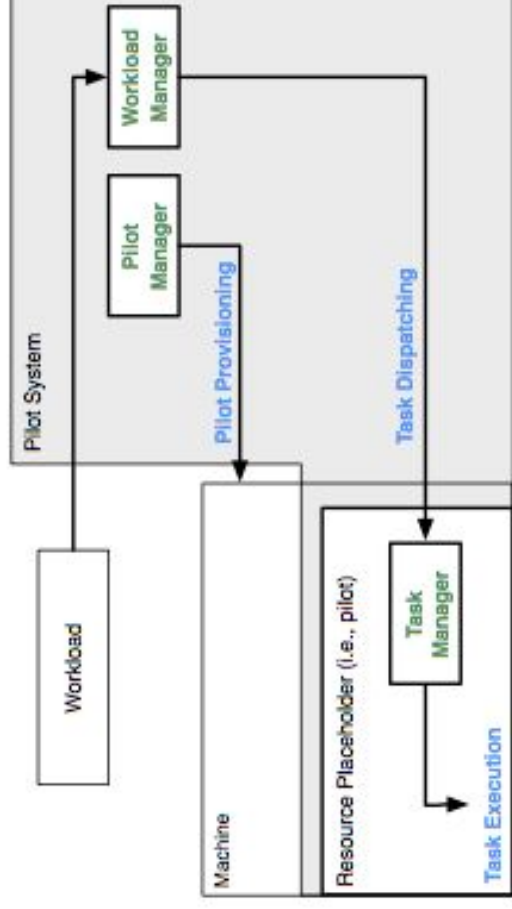 Pilot System
Workload
Pilot
Manager
Workload
Manager
Pilot Provisioning
Machine
Task Dispatching
Resource Placeholder (i.e., pilot)
Task
Manager
Task Execution